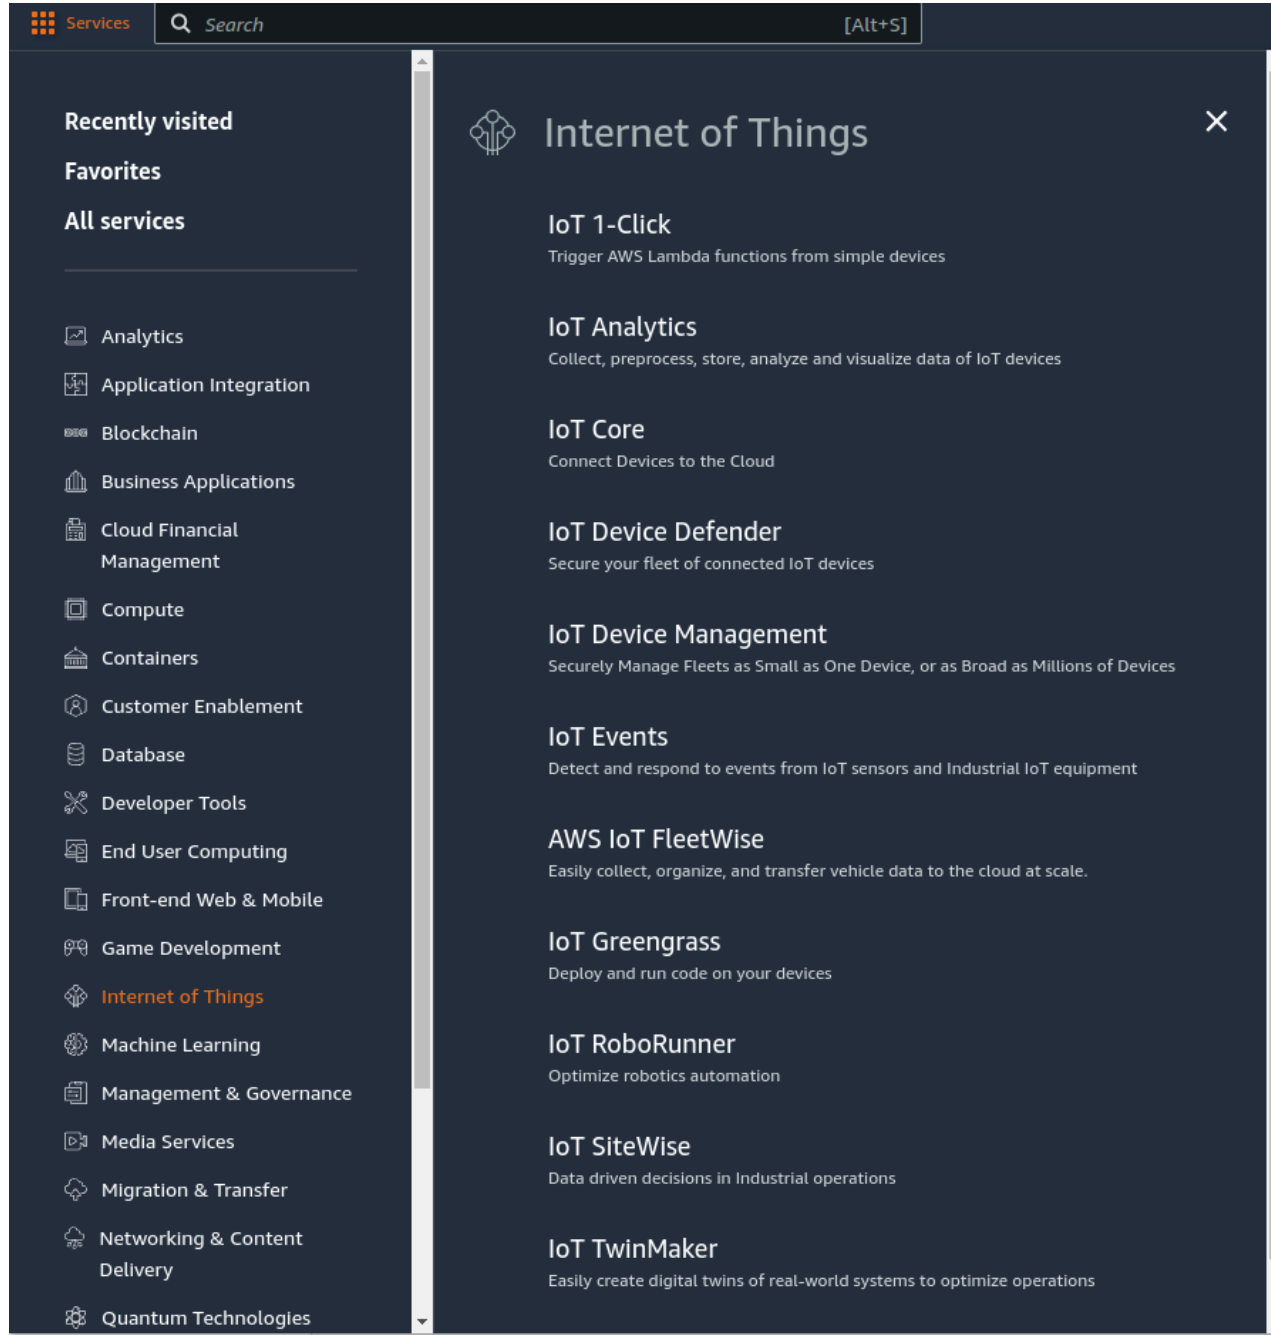 Services
Search
[Alt+S]
Recently visited
Favorites
All services
Analytics
Application Integration
Blockchain
Business Applications
Cloud Financial
Management
Compute
Containers
Customer Enablement
Database
Developer Tools
End User Computing
Front-end Web & Mobile
Game Development
Internet of Things
Machine Learning
Management & Governance
Media Services
Migration & Transfer
Networking & Content
Delivery
Quantum Technologies
Internet of Things
IoT 1-Click
Trigger AWS Lambda functions from simple devices
IoT Analytics
Collect, preprocess, store, analyze and visualize data of IoT devices
IoT Core
Connect Devices to the Cloud
IoT Device Defender
Secure your fleet of connected IoT devices
IoT Device Management
Securely Manage Fleets as Small as One Device, or as Broad as Millions of Devices
IoT Events
Detect and respond to events from IoT sensors and Industrial IoT equipment
AWS IoT FleetWise
Easily collect, organize, and transfer vehicle data to the cloud at scale.
IoT Greengrass
Deploy and run code on your devices
IoT RoboRunner
Optimize robotics automation
IoT SiteWise
Data driven decisions in Industrial operations
IoT TwinMaker
Easily create digital twins of real-world systems to optimize operations